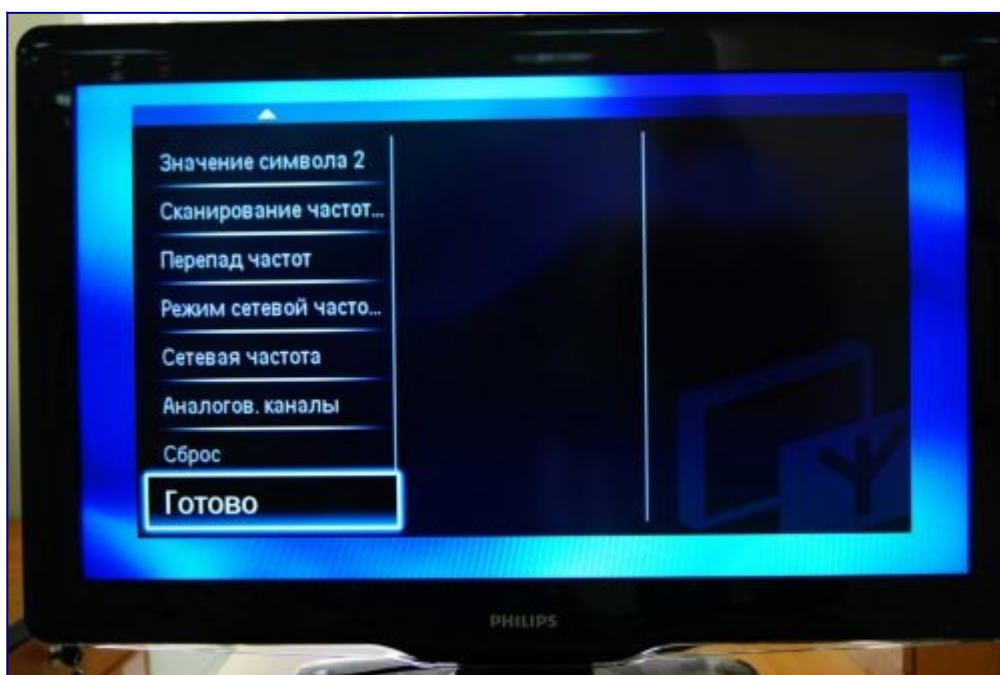 Значение символа 2
Сканирование частот...
Перепад частот
Режим сетевой часто...
Сетевая частота
Аналогов. каналы
Сброс
Готово
PHILIPS